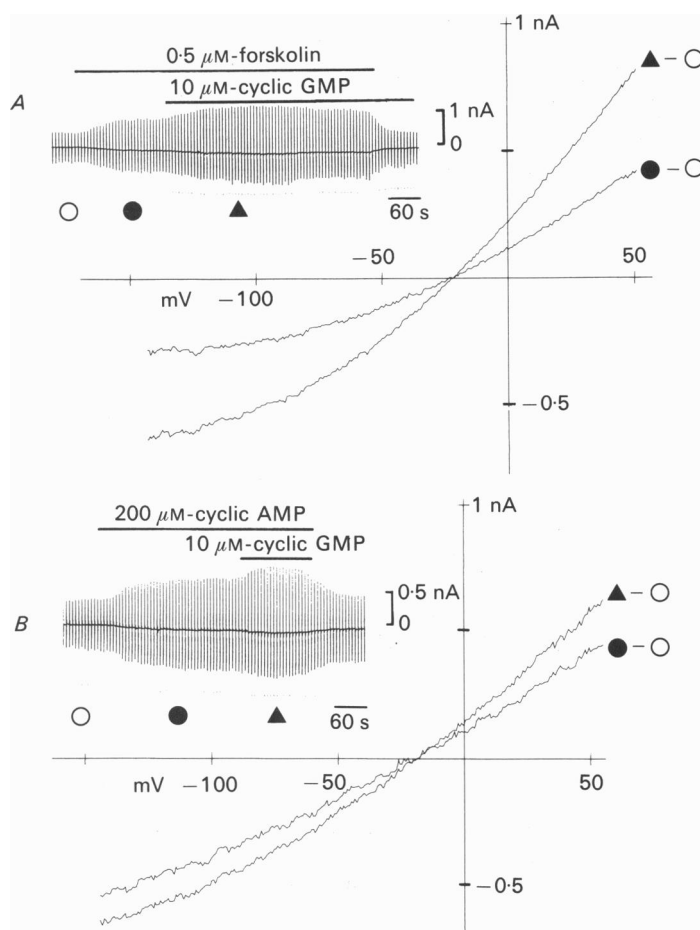 A
0·5 μM-forskolin
10 μM-cyclic GMP
1 nA
0
60 s
1 nA
▲ – ○
● – ○
−50
50
mV −100
−0·5
B
200 μM-cyclic AMP
10 μM-cyclic GMP
0·5 nA
0
60 s
1 nA
▲ – ○
● – ○
mV −100
−50
50
−0·5